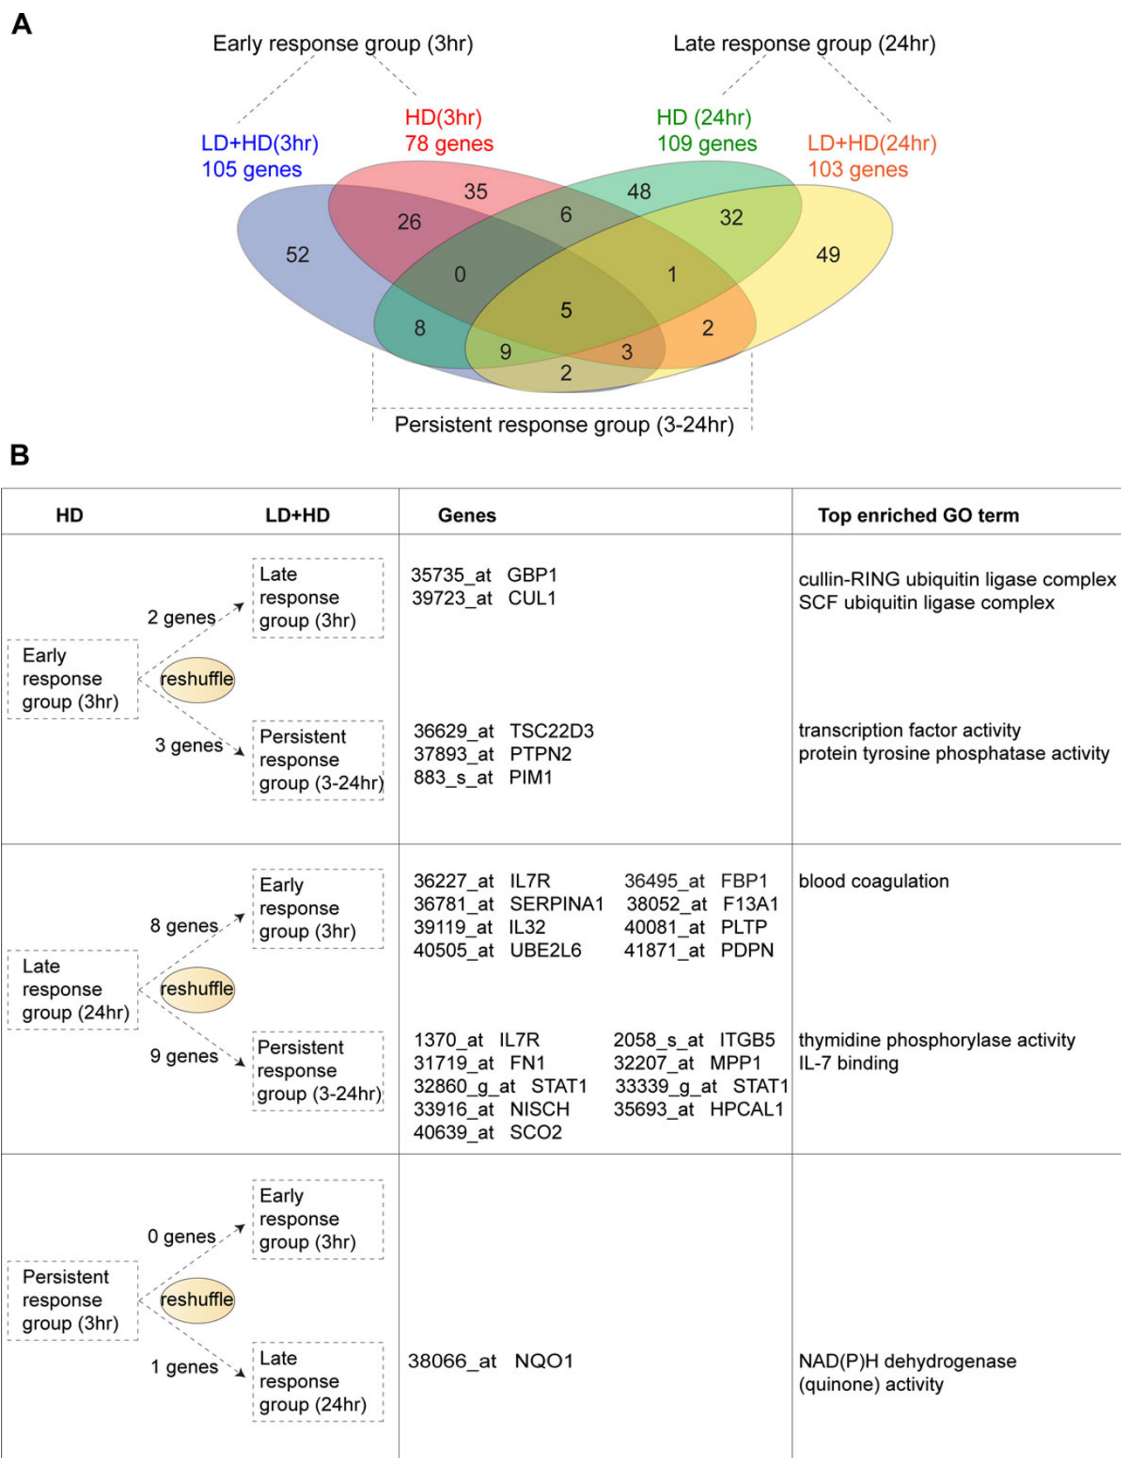 A
Early response group (3hr)
Late response group (24hr)
LD+HD(3hr)
105 genes
HD(3hr)
78 genes
HD (24hr)
109 genes
LD+HD(24hr)
103 genes
35
48
26
6
32
52
49
0
1
5
8
2
9
3
2
Persistent response group (3-24hr)
B
HD
LD+HD
Genes
Top enriched GO term
Early
response
group (3hr)
2 genes
reshuffle
3 genes
Late
response
group (3hr)
35735_at GBP1
39723_at CUL1
cullin-RING ubiquitin ligase complex
SCF ubiquitin ligase complex
Persistent
response
group (3-24hr)
36629_at TSC22D3
37893_at PTPN2
883_s_at PIM1
transcription factor activity
protein tyrosine phosphatase activity
Late
response
group (24hr)
8 genes
reshuffle
9 genes
Early
response
group (3hr)
36227_at IL7R 36495_at FBP1
36781_at SERPINA1 38052_at F13A1
39119_at IL32 40081_at PLTP
40505_at UBE2L6 41871_at PDPN
blood coagulation
Persistent
response
group (3-24hr)
1370_at IL7R 2058_s_at ITGB5
31719_at FN1 32207_at MPP1
32860_g_at STAT1 33339_g_at STAT1
33916_at NISCH 35693_at HPCAL1
40639_at SCO2
thymidine phosphorylase activity
IL-7 binding
Persistent
response
group (3hr)
0 genes
reshuffle
1 genes
Early
response
group (3hr)
Late
response
group (24hr)
38066_at NQO1
NAD(P)H dehydrogenase
(quinone) activity